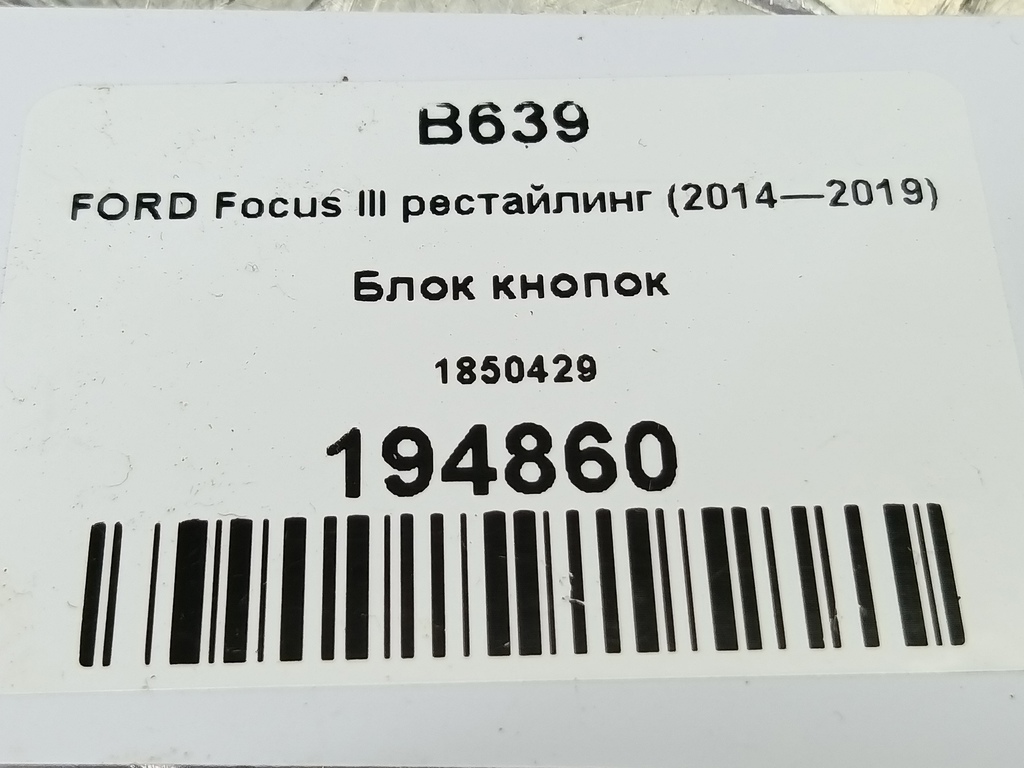 B639
FORD Focus III рестайлинг (2014—2019)
Блок кнопок
1850429
194860